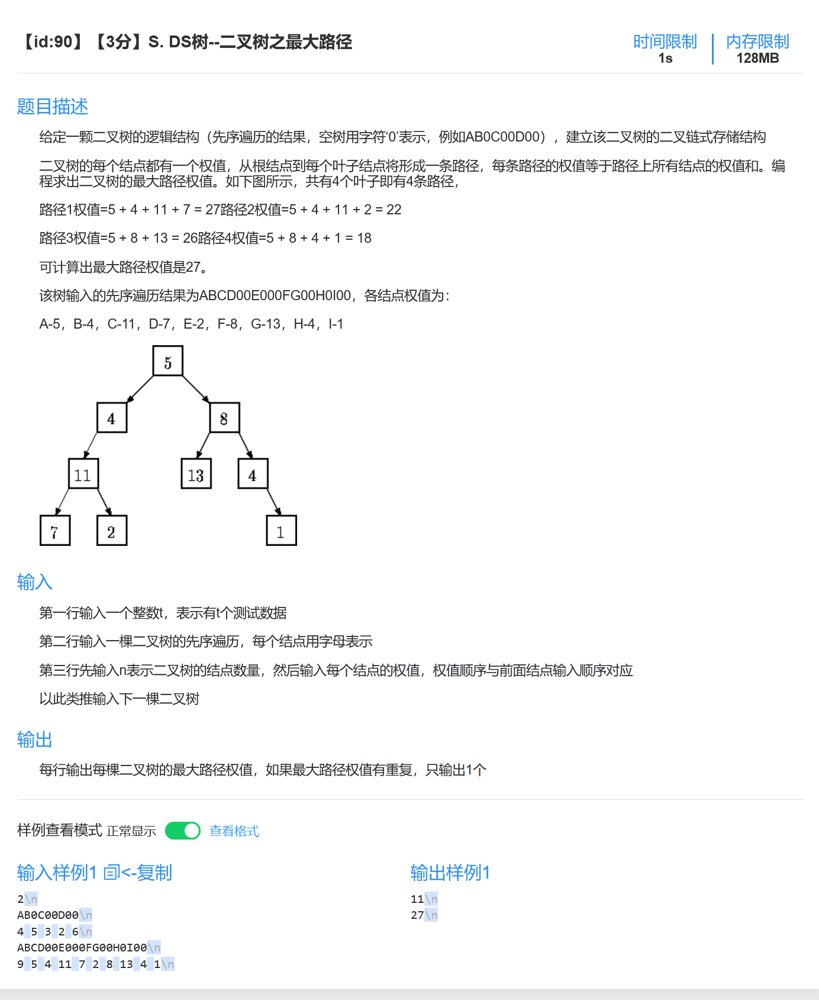 【id:90】【3分】S. DS树--二叉树之最大路径
时间限制
1s
内存限制
128MB
题目描述
给定一颗二叉树的逻辑结构（先序遍历的结果，空树用字符‘0’表示，例如AB0C00D00），建立该二叉树的二叉链式存储结构
二叉树的每个结点都有一个权值，从根结点到每个叶子结点将形成一条路径，每条路径的权值等于路径上所有结点的权值和。编
程求出二叉树的最大路径权值。如下图所示，共有4个叶子即有4条路径，
路径1权值=5 + 4 + 11 + 7 = 27路径2权值=5 + 4 + 11 + 2 = 22
路径3权值=5 + 8 + 13 = 26路径4权值=5 + 8 + 4 + 1 = 18
可计算出最大路径权值是27。
该树输入的先序遍历结果为ABCD00E000FG00H0I00，各结点权值为：
A-5，B-4，C-11，D-7，E-2，F-8，G-13，H-4，I-1
5
4 8
11 13 4
7 2 1
输入
第一行输入一个整数t，表示有t个测试数据
第二行输入一棵二叉树的先序遍历，每个结点用字母表示
第三行先输入n表示二叉树的结点数量，然后输入每个结点的权值，权值顺序与前面结点输入顺序对应
以此类推输入下一棵二叉树
输出
每行输出每棵二叉树的最大路径权值，如果最大路径权值有重复，只输出1个
样例查看模式 正常显示 查看格式
输入样例1 <-复制
2\n
AB0C00D00\n
4 5 3 2 6\n
ABCD00E000FG00H0I00\n
9 5 4 11 7 2 8 13 4 1\n
输出样例1
11\n
27\n